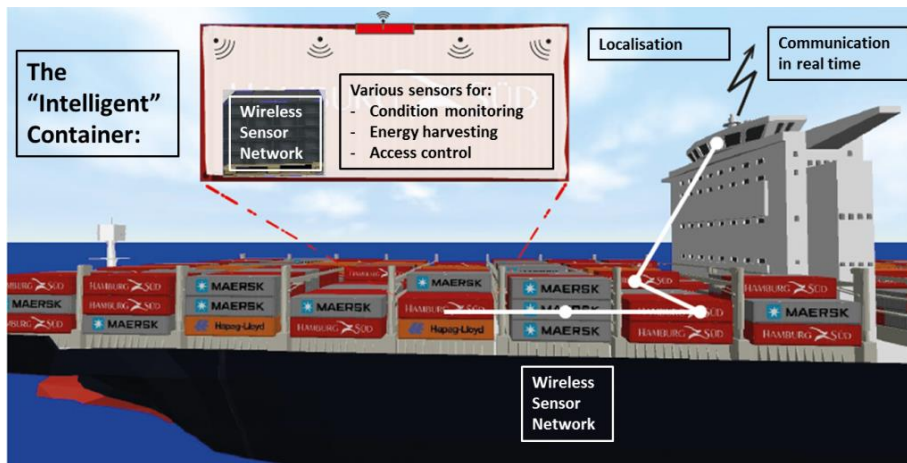 The
“Intelligent”
Container:
Wireless
Sensor
Network
Various sensors for:
- Condition monitoring
- Energy harvesting
- Access control
Localisation
Communication
in real time
MAERSK
MAERSK
HAMBURG SÜD
MAERSK
MAERSK
Hapag-Lloyd
HAMBURG SÜD
HAMBURG SÜD
MAERSK
Hapag-Lloyd
MAERSK
MAERSK
MAERSK
HAMBURG SÜD
HAMBURG SÜD
MAERSK
HAMBURG SÜD
Wireless
Sensor
Network